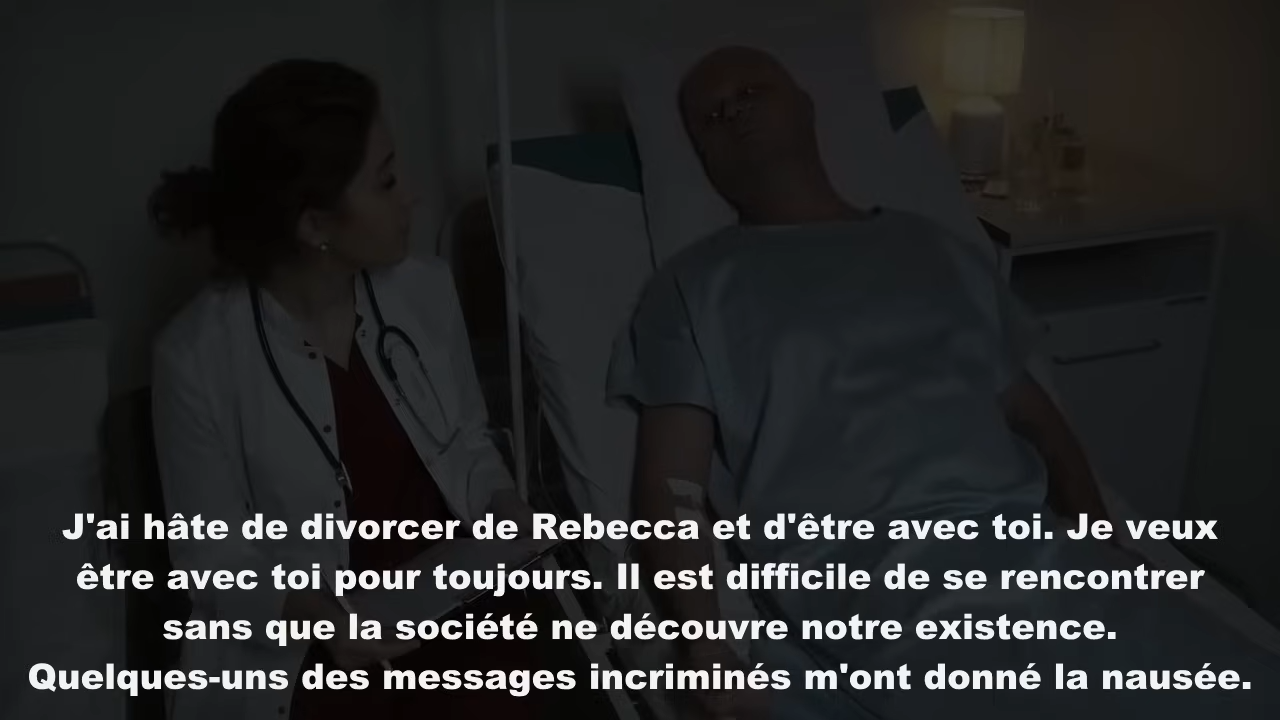 J'ai hâte de divorcer de Rebecca et d'être avec toi. Je veux
être avec toi pour toujours. Il est difficile de se rencontrer
sans que la société ne découvre notre existence.
Quelques-uns des messages incriminés m'ont donné la nausée.